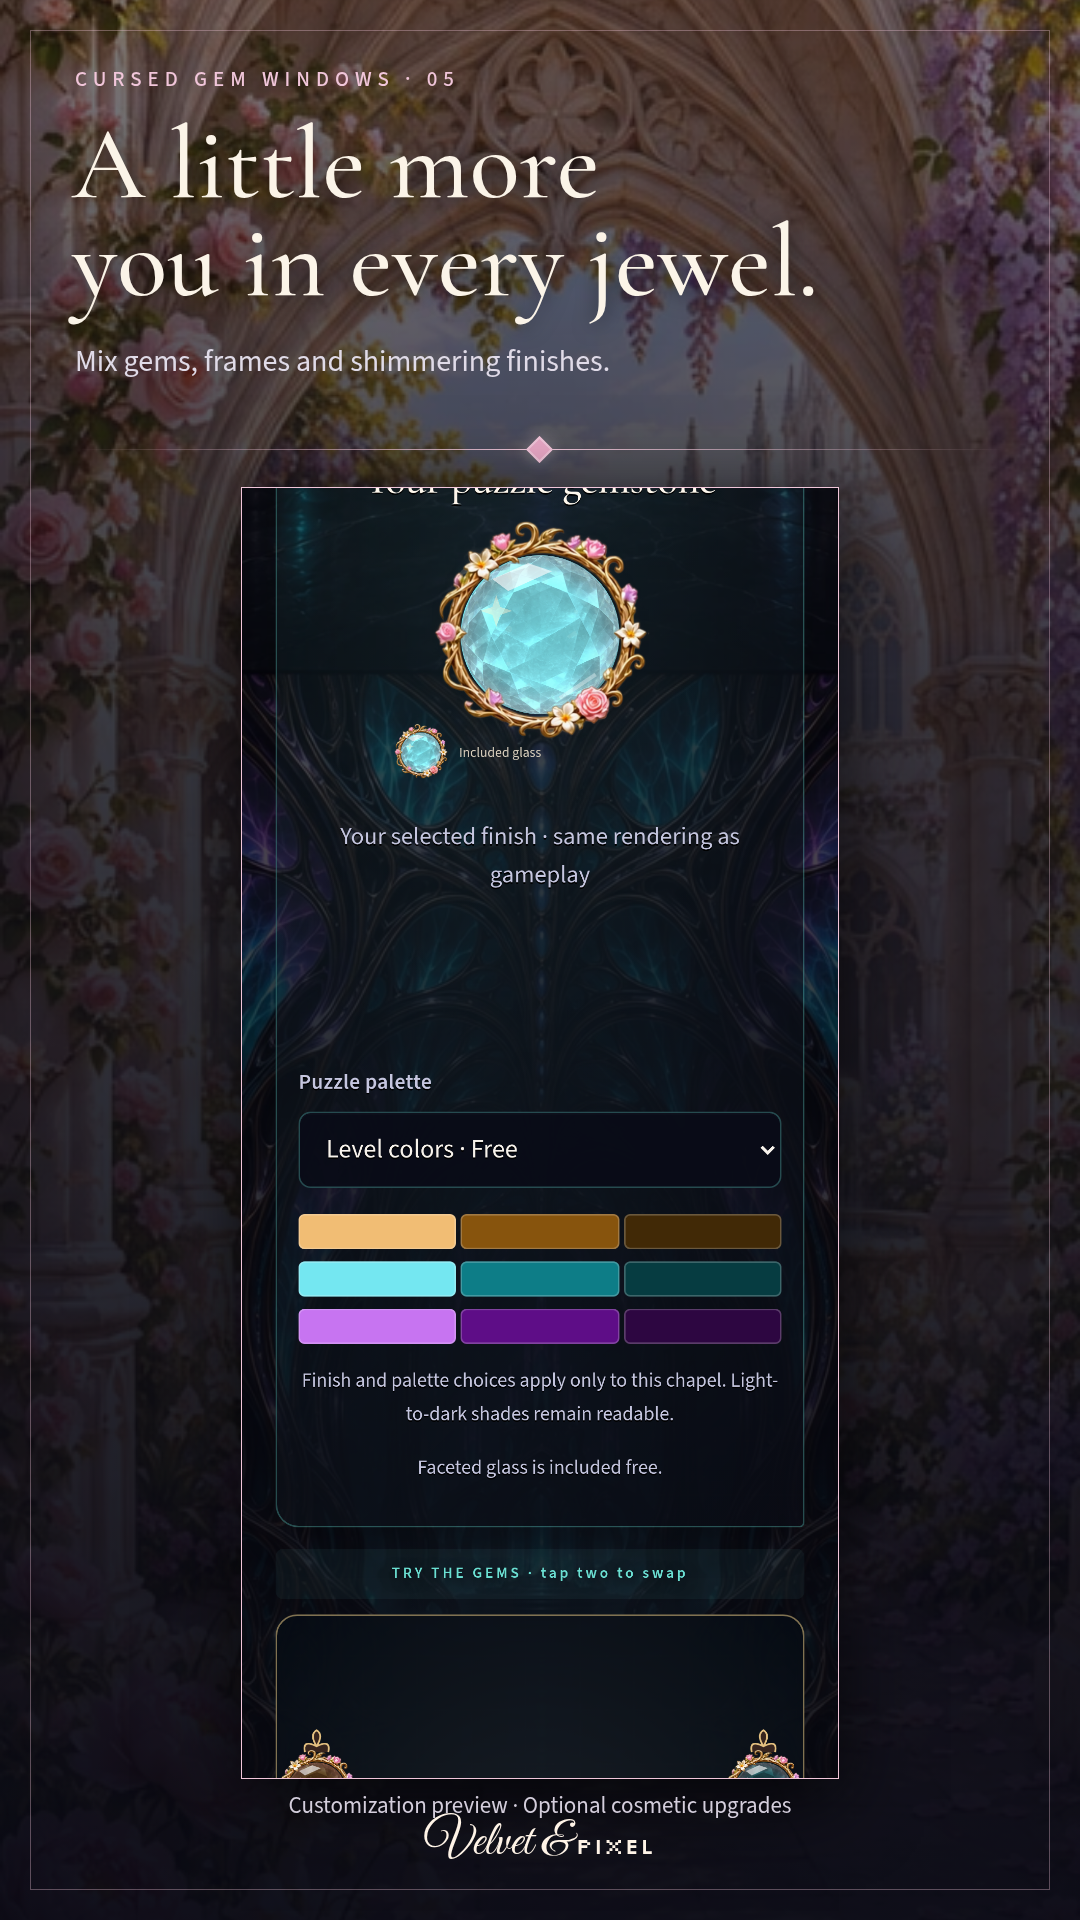 CURSED GEM WINDOWS · 05
A little more
you in every jewel.
Mix gems, frames and shimmering finishes.
Your puzzle gemstone
Included glass
Your selected finish · same rendering as
gameplay
Puzzle palette
Level colors · Free
Finish and palette choices apply only to this chapel. Light-
to-dark shades remain readable.
Faceted glass is included free.
TRY THE GEMS · tap two to swap
Customization preview · Optional cosmetic upgrades
Velvet & PIXEL